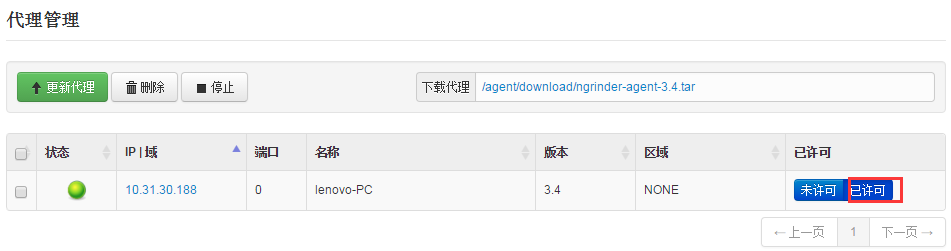 代理管理
更新代理 删除 停止 下载代理 /agent/download/ngrinder-agent-3.4.tar
状态 IP | 域 端口 名称 版本 区域 已许可
10.31.30.188 0 lenovo-PC 3.4 NONE 未许可 已许可
← 上一页 1 下一页 →